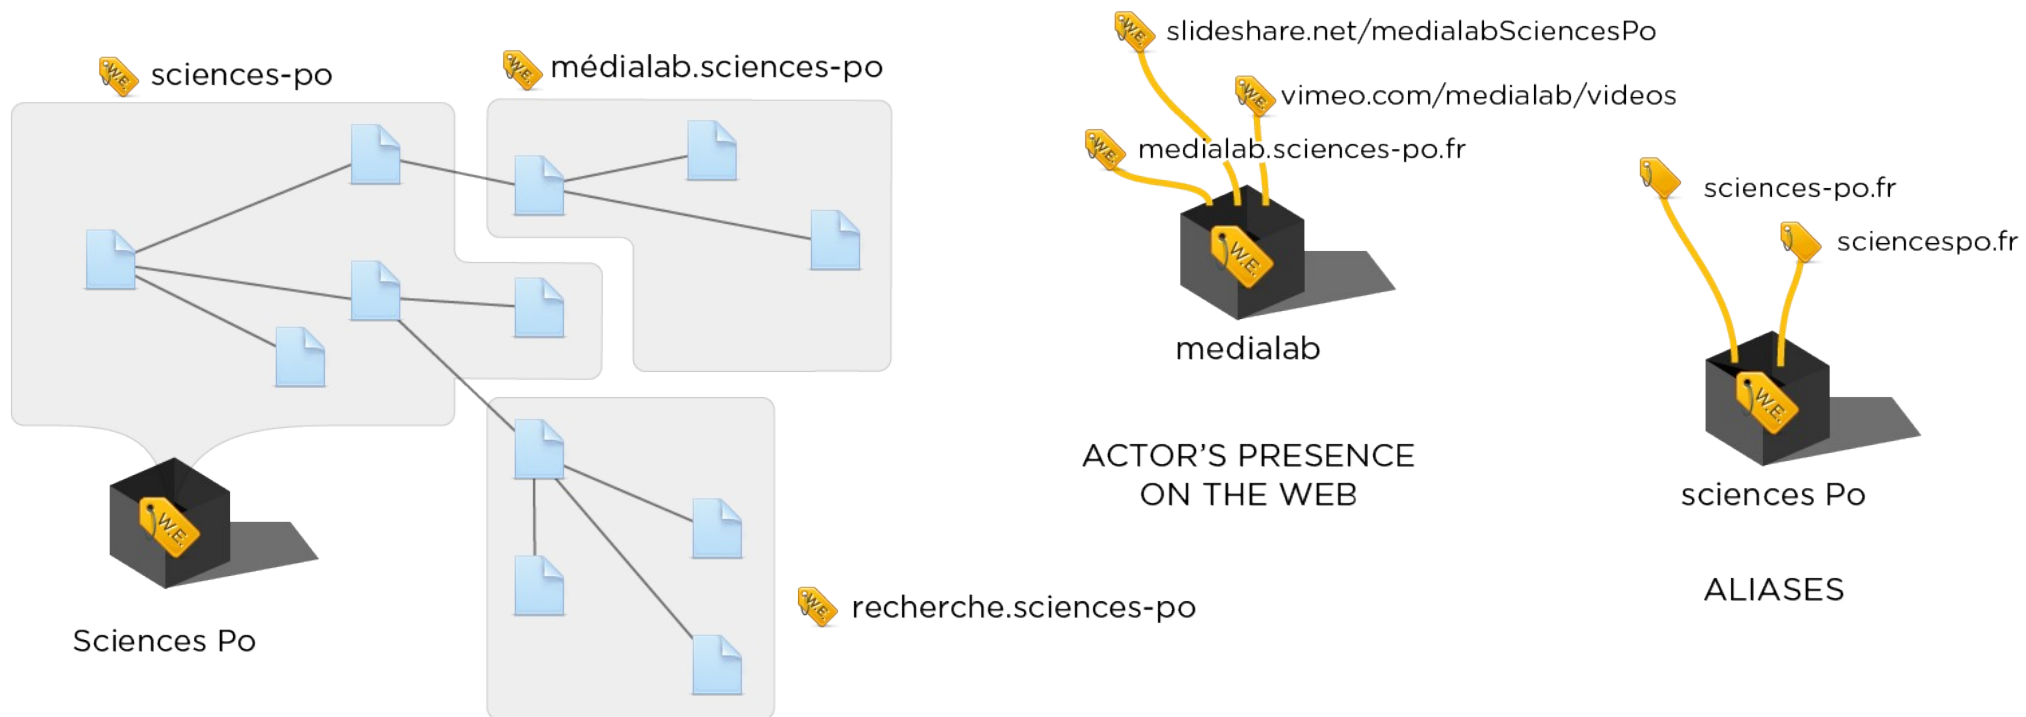 W.E. sciences-po
W.E. médialab.sciences-po
W.E.
Sciences Po
W.E. recherche.sciences-po
W.E. slideshare.net/medialabSciencesPo
W.E. vimeo.com/medialab/videos
W.E. medialab.sciences-po.fr
W.E.
medialab
ACTOR'S PRESENCE
ON THE WEB
sciences-po.fr
sciencespo.fr
W.E.
sciences Po
ALIASES